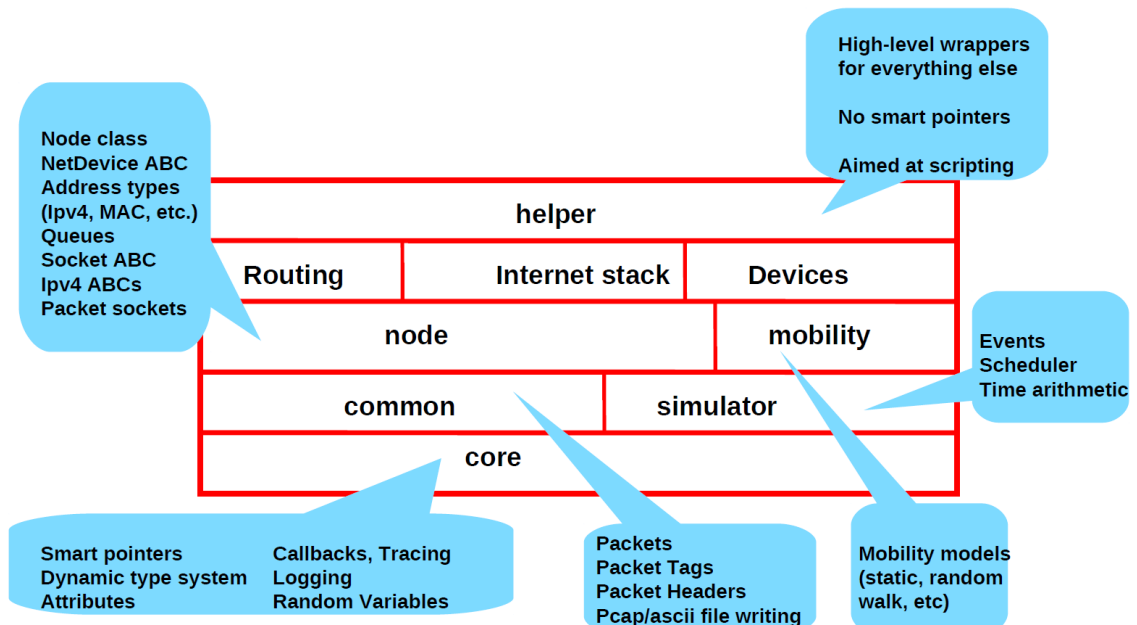 High-level wrappers
for everything else
No smart pointers
Aimed at scripting
Node class
NetDevice ABC
Address types
(Ipv4, MAC, etc.)
Queues
Socket ABC
Ipv4 ABCs
Packet sockets
helper
Routing
Internet stack
Devices
node
mobility
Events
Scheduler
Time arithmetic
common
simulator
core
Smart pointers
Dynamic type system
Attributes
Callbacks, Tracing
Logging
Random Variables
Packets
Packet Tags
Packet Headers
Pcap/ascii file writing
Mobility models
(static, random
walk, etc)